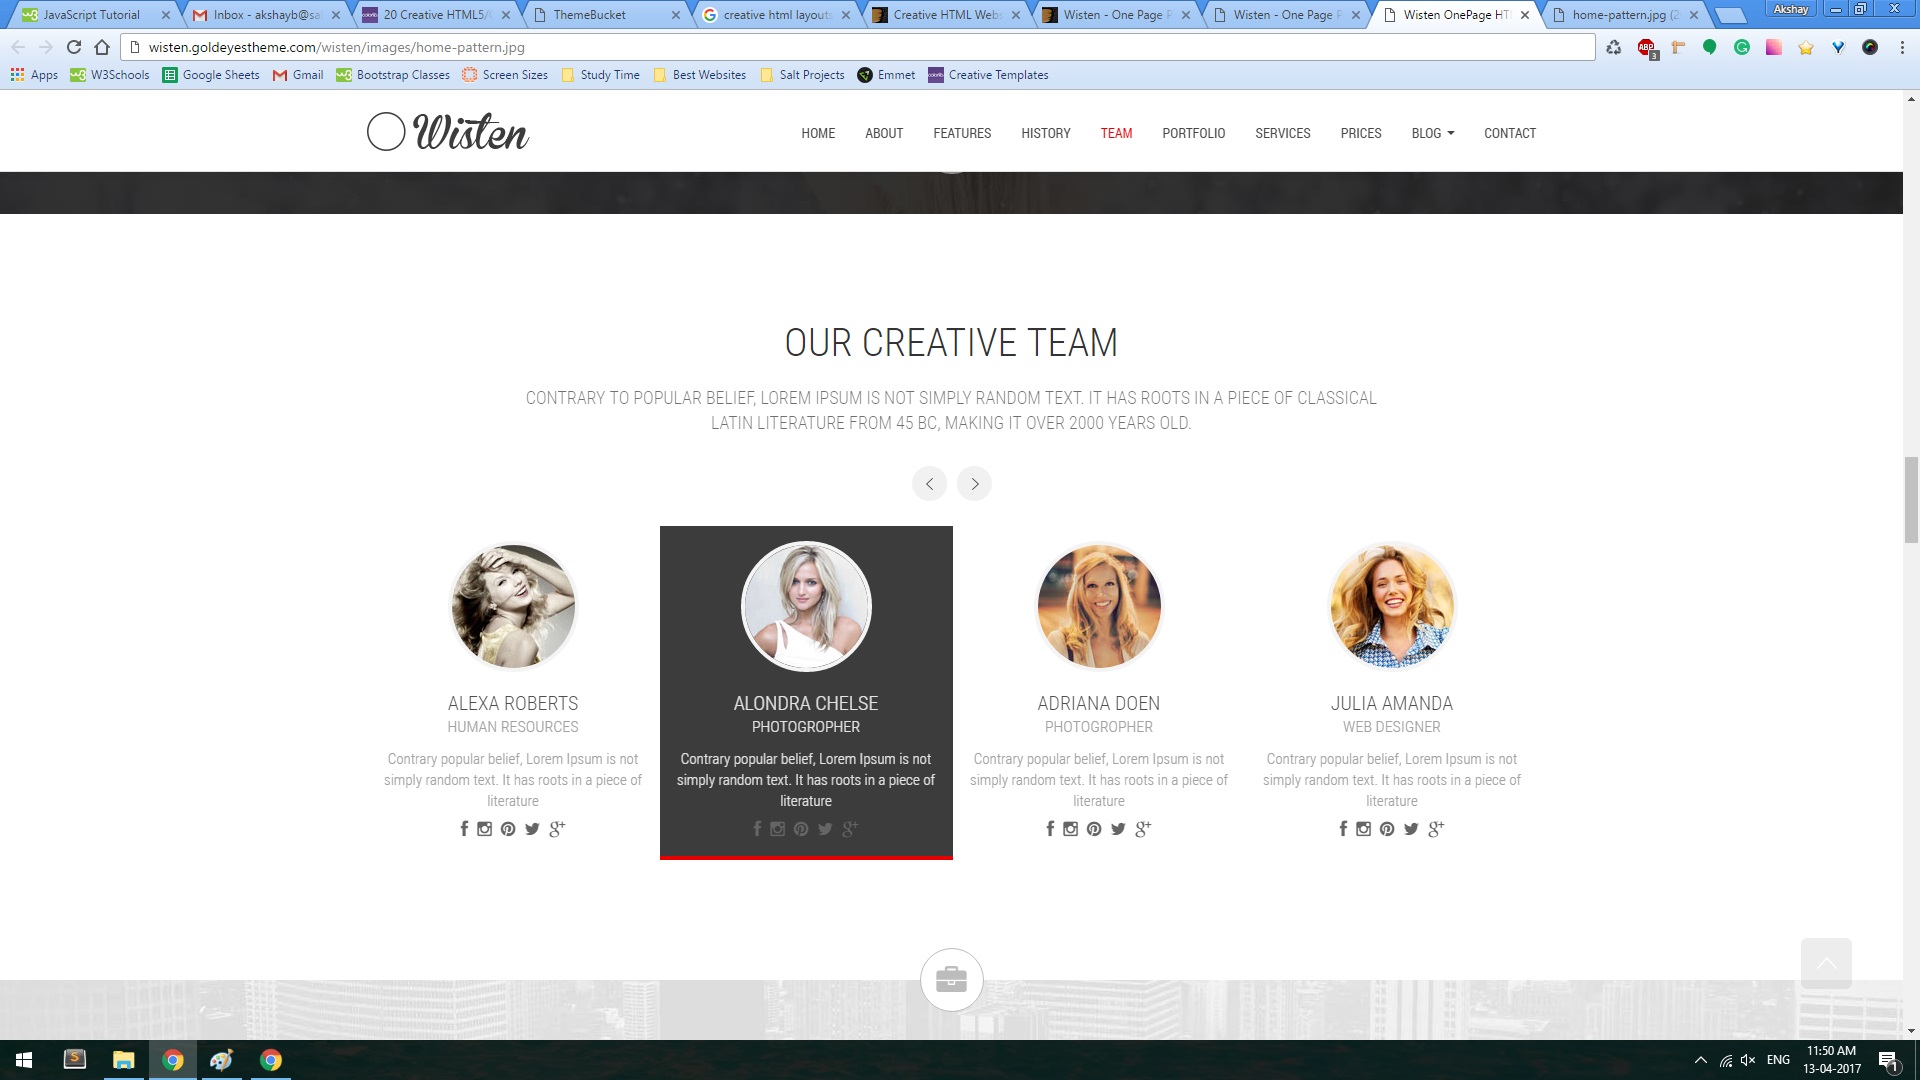 JavaScript Tutorial
Inbox - akshayb@sa
20 Creative HTML5/
ThemeBucket
creative html layouts
Creative HTML Web
Wisten - One Page P
Wisten - One Page P
Wisten OnePage HT
home-pattern.jpg (2
Akshay
wisten.goldeyestheme.com/wisten/images/home-pattern.jpg
ABP
3
Apps
W3Schools
Google Sheets
Gmail
Bootstrap Classes
Screen Sizes
Study Time
Best Websites
Salt Projects
Emmet
Creative Templates
Wisten
HOME
ABOUT
FEATURES
HISTORY
TEAM
PORTFOLIO
SERVICES
PRICES
BLOG
CONTACT
OUR CREATIVE TEAM
CONTRARY TO POPULAR BELIEF, LOREM IPSUM IS NOT SIMPLY RANDOM TEXT. IT HAS ROOTS IN A PIECE OF CLASSICAL
LATIN LITERATURE FROM 45 BC, MAKING IT OVER 2000 YEARS OLD.
ALEXA ROBERTS
HUMAN RESOURCES
Contrary popular belief, Lorem Ipsum is not
simply random text. It has roots in a piece of
literature
ALONDRA CHELSE
PHOTOGROPHER
Contrary popular belief, Lorem Ipsum is not
simply random text. It has roots in a piece of
literature
ADRIANA DOEN
PHOTOGROPHER
Contrary popular belief, Lorem Ipsum is not
simply random text. It has roots in a piece of
literature
JULIA AMANDA
WEB DESIGNER
Contrary popular belief, Lorem Ipsum is not
simply random text. It has roots in a piece of
literature
ENG
11:50 AM
13-04-2017
1